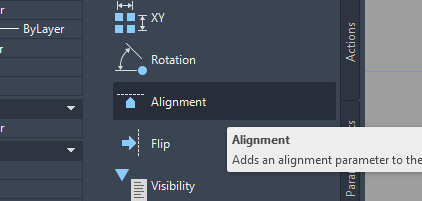 XY
ByLayer
Actions
Rotation
Alignment
Flip
Alignment
Adds an alignment parameter to the
Visibility